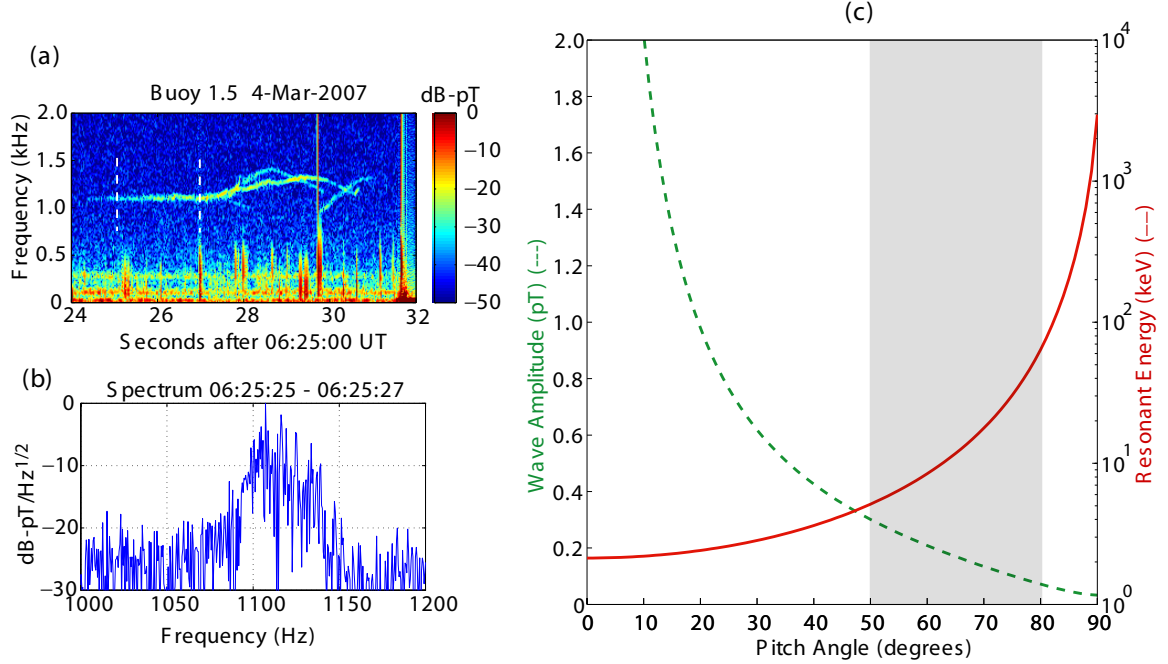 (a)
Buoy 1.5 4-Mar-2007
dB-pT
Frequency (kHz)
2.0
1.5
1.0
0.5
0
24 26 28 30 32
Seconds after 06:25:00 UT
0
−10
−20
−30
−40
−50
(b)
Spectrum 06:25:25 - 06:25:27
dB-pT/Hz^1/2
0
−10
−20
−30
1000 1050 1100 1150 1200
Frequency (Hz)
(c)
Wave Amplitude (pT) (---)
2.0
1.8
1.6
1.4
1.2
1.0
0.8
0.6
0.4
0.2
0
0 10 20 30 40 50 60 70 80 90
Pitch Angle (degrees)
10^4
10^3
10^2
10^1
10^0
Resonant Energy (keV) (—)